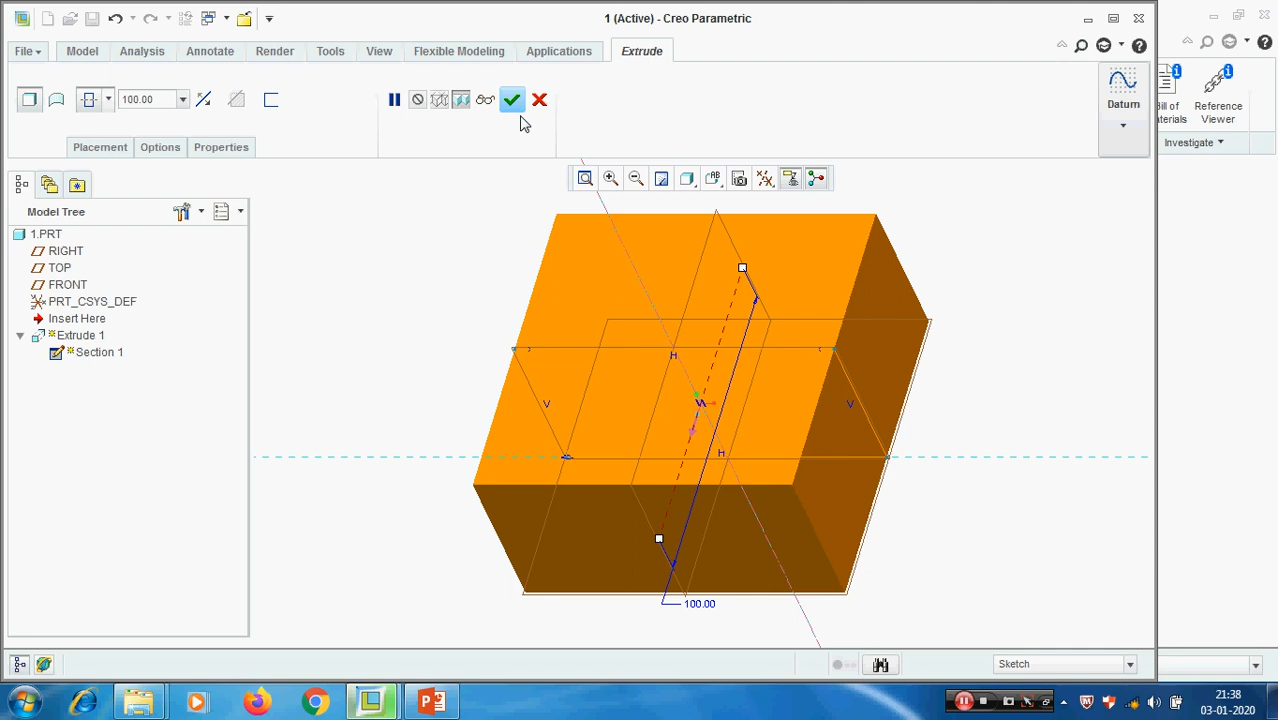 1 (Active) - Creo Parametric
File
Model
Analysis
Annotate
Render
Tools
View
Flexible Modeling
Applications
Extrude
100.00
Datum
Bill of
Materials
Reference
Viewer
Investigate
Placement
Options
Properties
Model Tree
1.PRT
RIGHT
TOP
FRONT
PRT_CSYS_DEF
Insert Here
Extrude 1
Section 1
H
V
V
H
100.00
Sketch
21:38
03-01-2020